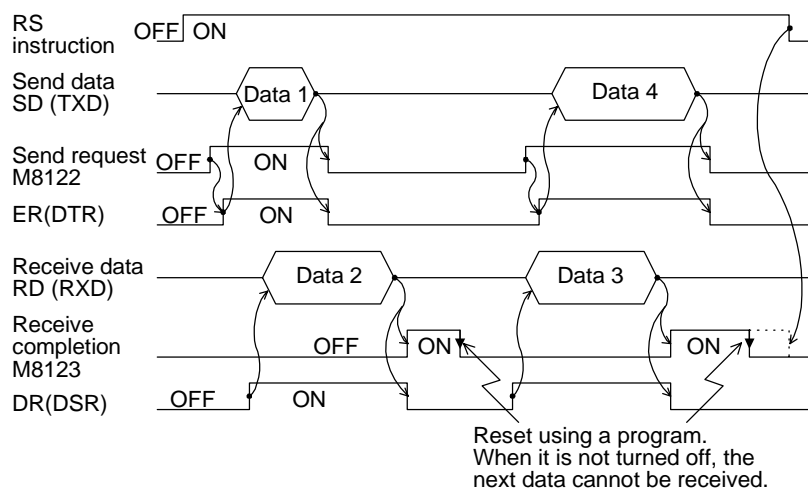 RS
instruction
OFF ON
Send data
SD (TXD)
Data 1
Data 4
Send request
M8122
OFF ON
ER(DTR)
OFF ON
Receive data
RD (RXD)
Data 2
Data 3
Receive
completion
M8123
OFF ON ON
DR(DSR)
OFF ON
Reset using a program.
When it is not turned off, the
next data cannot be received.